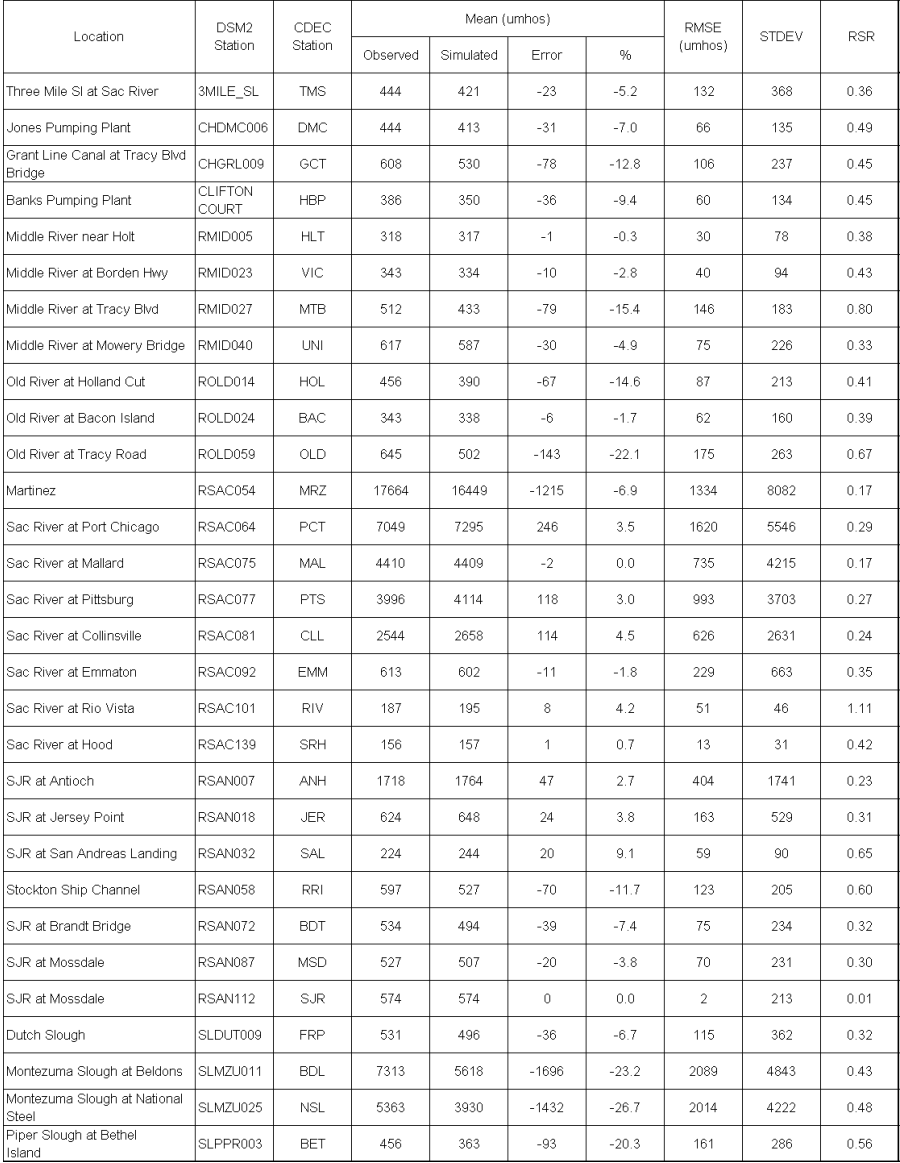 Location DSM2 Station CDEC Station Mean (umhos) RMSE (umhos) STDEV RSR
Observed Simulated Error %
Three Mile Sl at Sac River 3MILE_SL TMS 444 421 -23 -5.2 132 368 0.36
Jones Pumping Plant CHDMC006 DMC 444 413 -31 -7.0 66 135 0.49
Grant Line Canal at Tracy Blvd Bridge CHGRL009 GCT 608 530 -78 -12.8 106 237 0.45
Banks Pumping Plant CLIFTON COURT HBP 386 350 -36 -9.4 60 134 0.45
Middle River near Holt RMID005 HLT 318 317 -1 -0.3 30 78 0.38
Middle River at Borden Hwy RMID023 VIC 343 334 -10 -2.8 40 94 0.43
Middle River at Tracy Blvd RMID027 MTB 512 433 -79 -15.4 146 183 0.80
Middle River at Mowery Bridge RMID040 UNI 617 587 -30 -4.9 75 226 0.33
Old River at Holland Cut ROLD014 HOL 456 390 -67 -14.6 87 213 0.41
Old River at Bacon Island ROLD024 BAC 343 338 -6 -1.7 62 160 0.39
Old River at Tracy Road ROLD059 OLD 645 502 -143 -22.1 175 263 0.67
Martinez RSAC054 MRZ 17664 16449 -1215 -6.9 1334 8082 0.17
Sac River at Port Chicago RSAC064 PCT 7049 7295 246 3.5 1620 5546 0.29
Sac River at Mallard RSAC075 MAL 4410 4409 -2 0.0 735 4215 0.17
Sac River at Pittsburg RSAC077 PTS 3996 4114 118 3.0 993 3703 0.27
Sac River at Collinsville RSAC081 CLL 2544 2658 114 4.5 626 2631 0.24
Sac River at Emmaton RSAC092 EMM 613 602 -11 -1.8 229 663 0.35
Sac River at Rio Vista RSAC101 RIV 187 195 8 4.2 51 46 1.11
Sac River at Hood RSAC139 SRH 156 157 1 0.7 13 31 0.42
SJR at Antioch RSAN007 ANH 1718 1764 47 2.7 404 1741 0.23
SJR at Jersey Point RSAN018 JER 624 648 24 3.8 163 529 0.31
SJR at San Andreas Landing RSAN032 SAL 224 244 20 9.1 59 90 0.65
Stockton Ship Channel RSAN058 RRI 597 527 -70 -11.7 123 205 0.60
SJR at Brandt Bridge RSAN072 BDT 534 494 -39 -7.4 75 234 0.32
SJR at Mossdale RSAN087 MSD 527 507 -20 -3.8 70 231 0.30
SJR at Mossdale RSAN112 SJR 574 574 0 0.0 2 213 0.01
Dutch Slough SLDUT009 FRP 531 496 -36 -6.7 115 362 0.32
Montezuma Slough at Beldons SLMZU011 BDL 7313 5618 -1696 -23.2 2089 4843 0.43
Montezuma Slough at National Steel SLMZU025 NSL 5363 3930 -1432 -26.7 2014 4222 0.48
Piper Slough at Bethel Island SLPPR003 BET 456 363 -93 -20.3 161 286 0.56